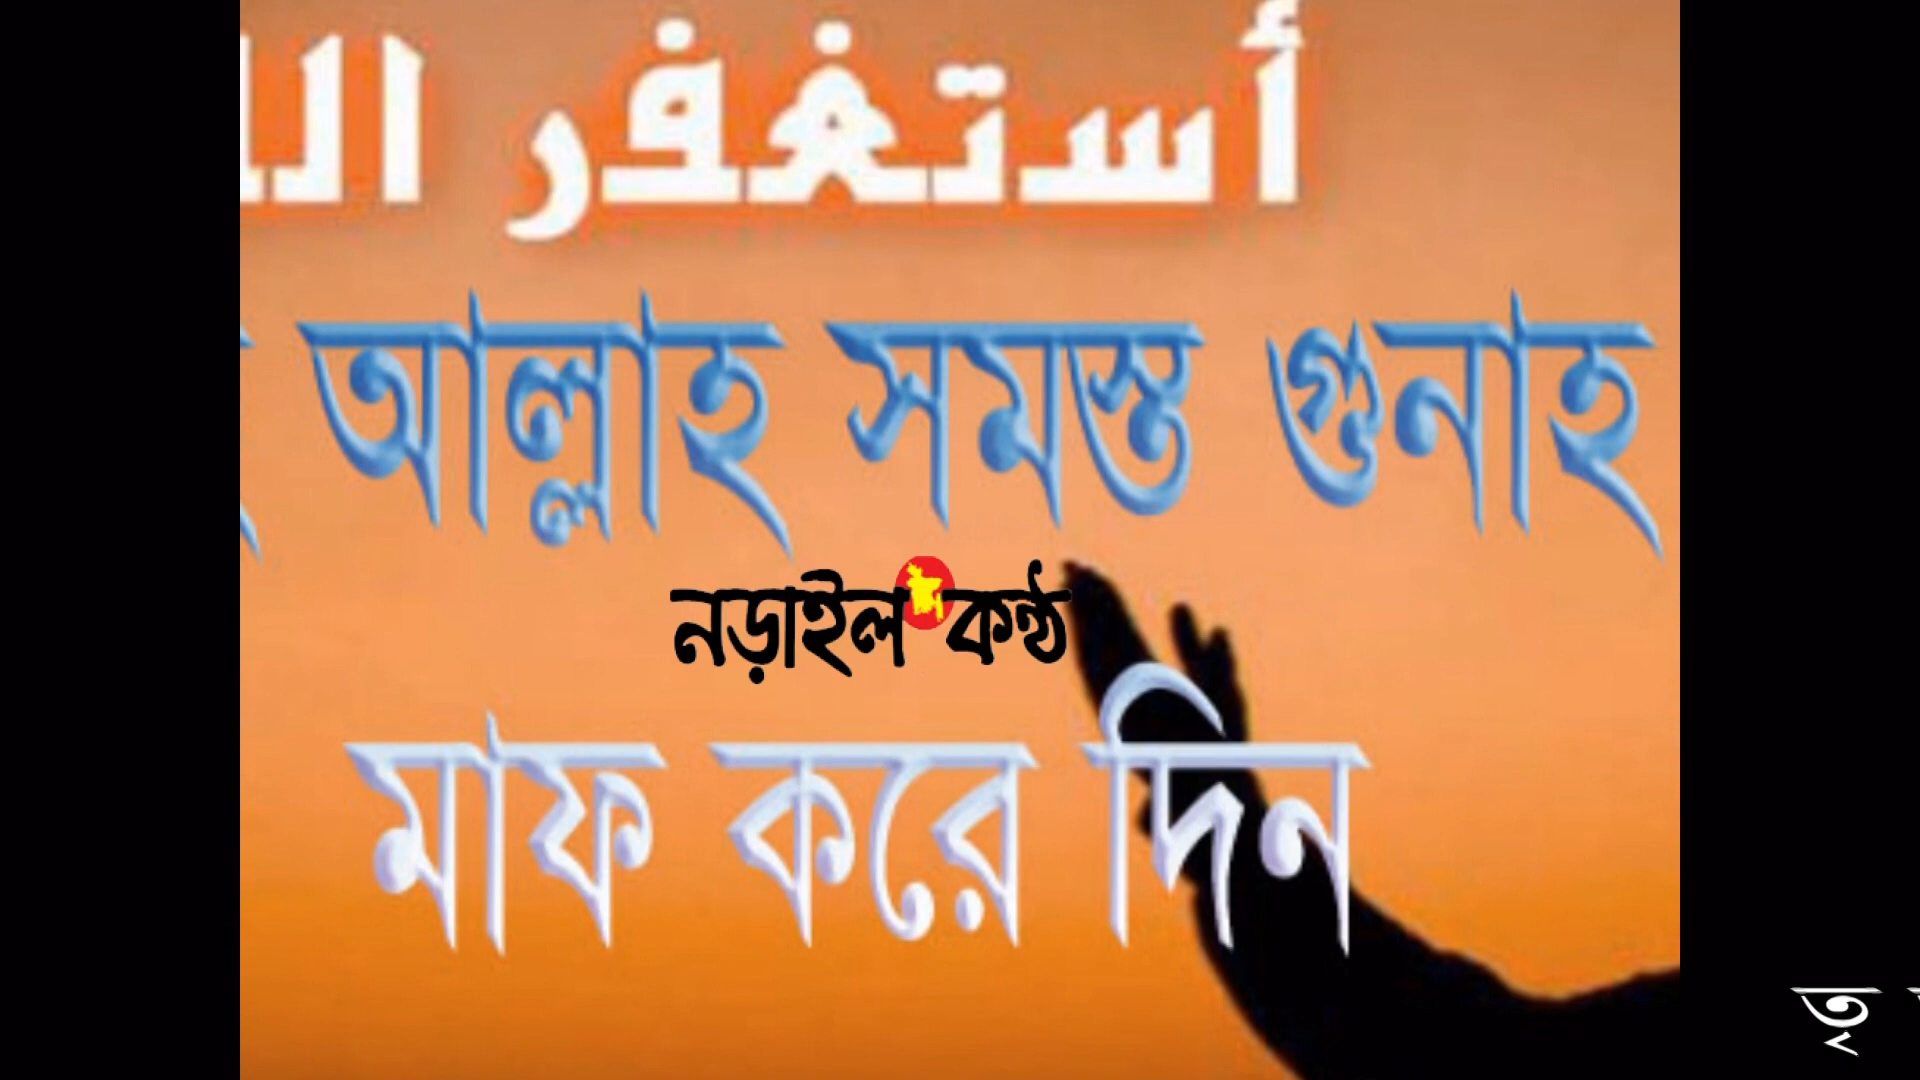 أستغفر
আল্লাহ সমস্ত গুনাহ
নড়াইল কন্ঠ
মাফ করে দিন